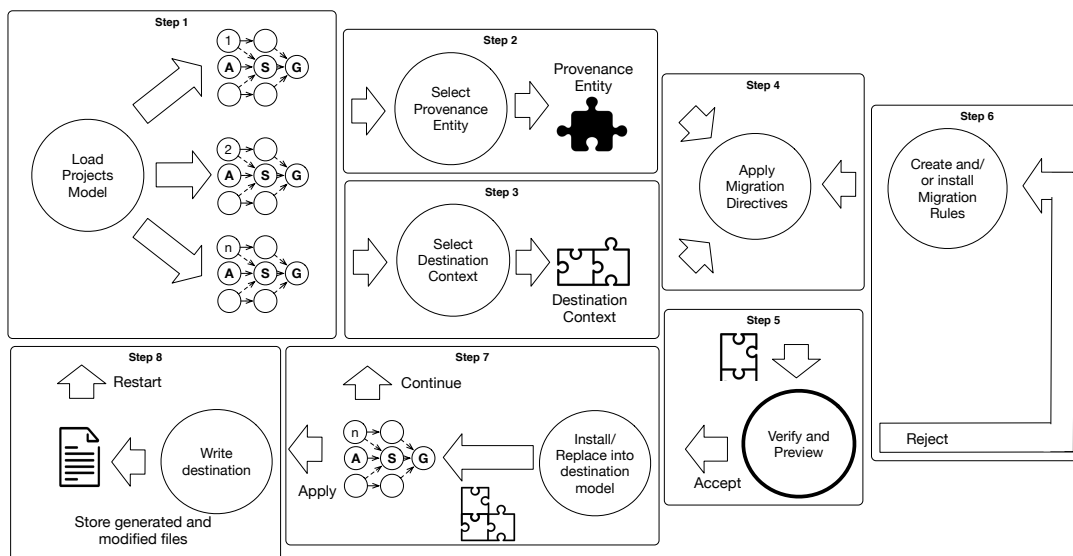 Step 1
1
A S G
Load
Projects
Model
2
A S G
n
A S G
Step 2
Select
Provenance
Entity
Provenance
Entity
Step 3
Select
Destination
Context
Destination
Context
Step 4
Apply
Migration
Directives
Step 6
Create and/
or install
Migration
Rules
Reject
Step 5
Verify and
Preview
Accept
Step 7
Continue
n
A S G
Install/
Replace into
destination
model
Apply
Step 8
Restart
Write
destination
Store generated and
modified files